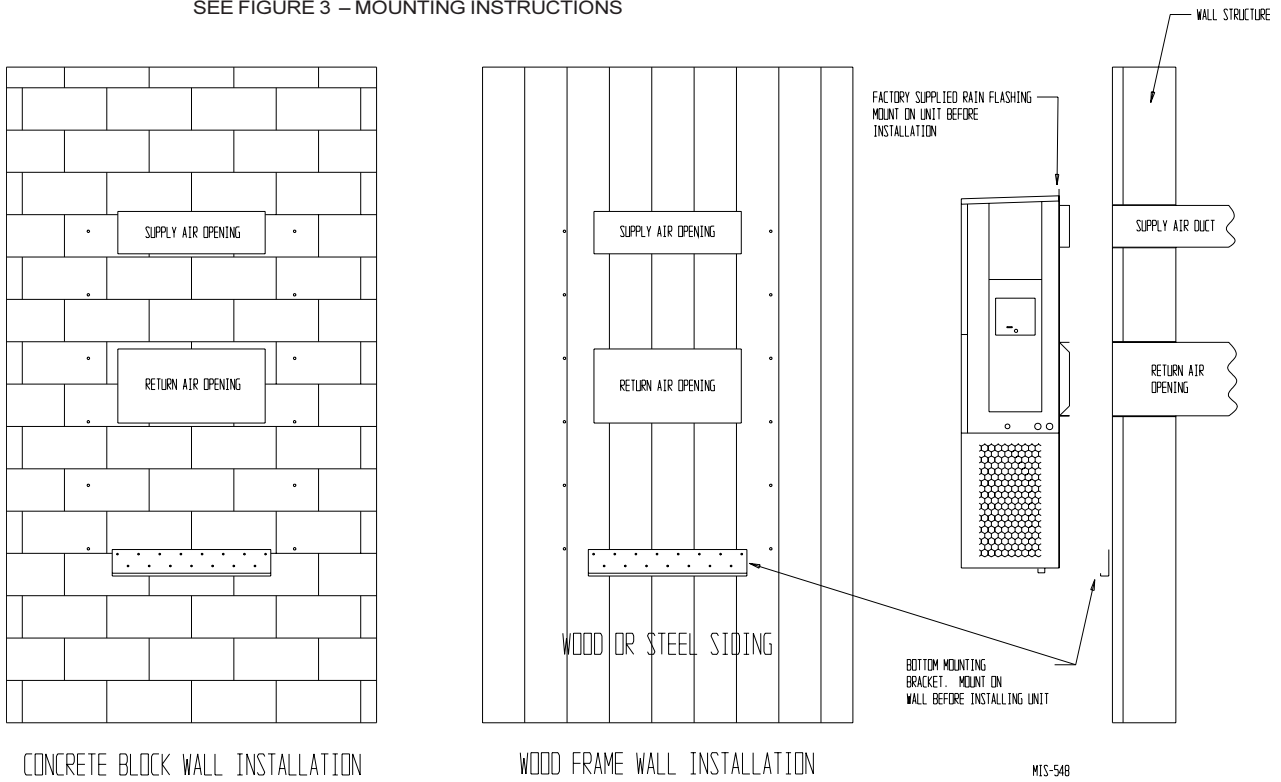 SEE FIGURE 3 – MOUNTING INSTRUCTIONS
WALL STRUCTURE
FACTORY SUPPLIED RAIN FLASHING
MOUNT ON UNIT BEFORE
INSTALLATION
SUPPLY AIR OPENING
SUPPLY AIR OPENING
SUPPLY AIR DUCT
RETURN AIR OPENING
RETURN AIR OPENING
RETURN AIR
OPENING
WOOD OR STEEL SIDING
BOTTOM MOUNTING
BRACKET. MOUNT ON
WALL BEFORE INSTALLING UNIT
CONCRETE BLOCK WALL INSTALLATION
WOOD FRAME WALL INSTALLATION
MIS-548